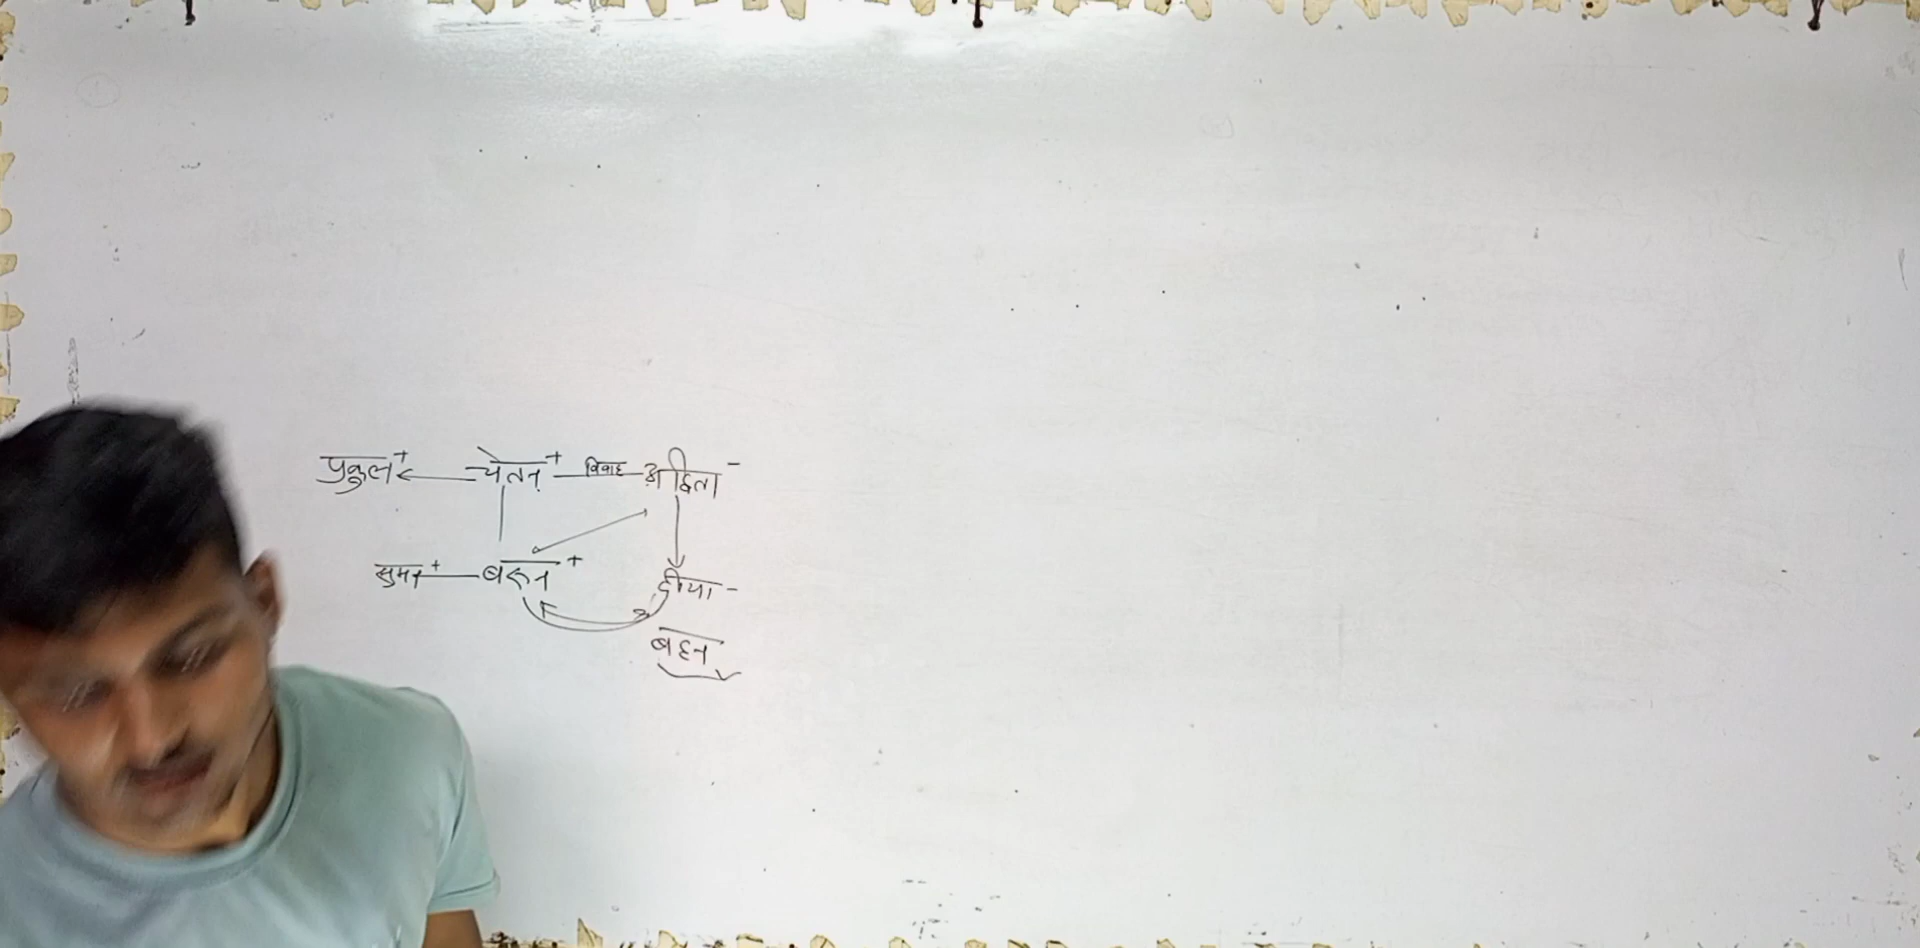 प्रफुल + चेतन + विवाह अद्विता -
सुमन + बरुन +
दीया -
बहन